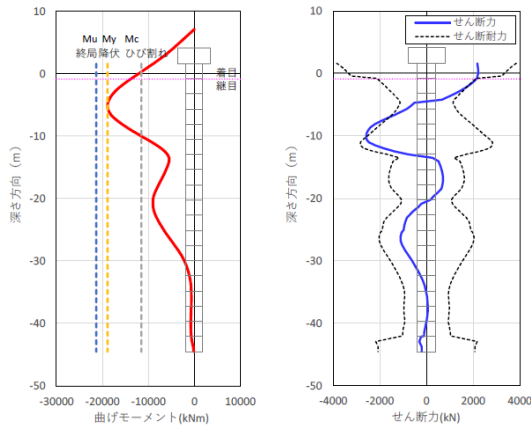 Mu
My
Mc
終局
降伏
ひび割れ
着目
継目
10
0
-10
-20
-30
-40
-50
深さ方向（m）
-30000
-20000
-10000
0
10000
曲げモーメント(kNm)
せん断力
せん断耐力
10
0
-10
-20
-30
-40
-50
深さ方向（m）
-4000
-2000
0
2000
4000
せん断力(kN)